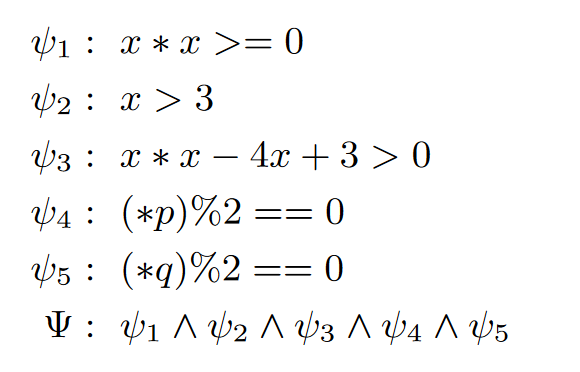 ψ₁ : x ∗ x >= 0
ψ₂ : x > 3
ψ₃ : x ∗ x − 4x + 3 > 0
ψ₄ : (∗p)%2 == 0
ψ₅ : (∗q)%2 == 0
Ψ : ψ₁ ∧ ψ₂ ∧ ψ₃ ∧ ψ₄ ∧ ψ₅